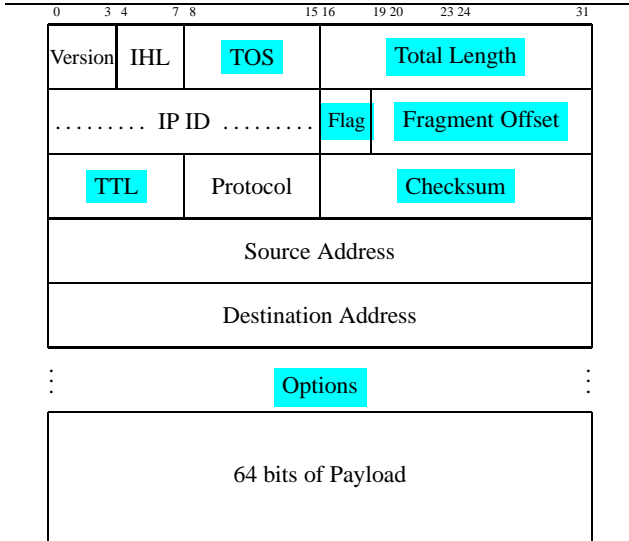 0 3 4 7 8 15 16 19 20 23 24 31
Version IHL TOS Total Length
......... IP ID ......... Flag Fragment Offset
TTL Protocol Checksum
Source Address
Destination Address
Options
64 bits of Payload